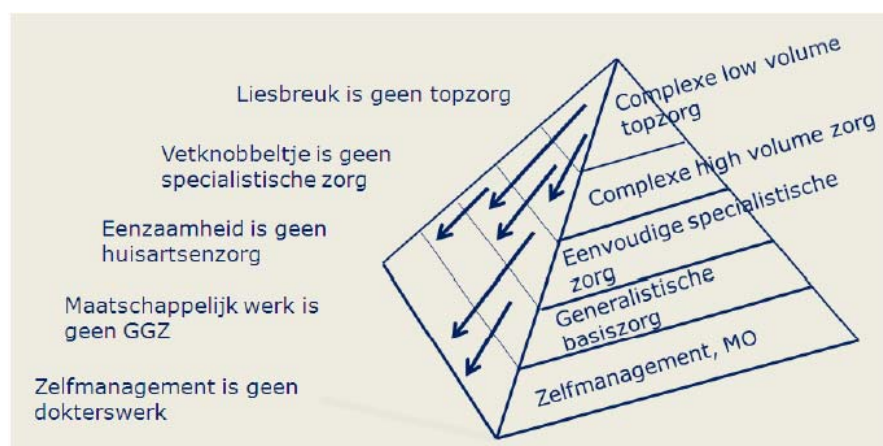 Liesbreuk is geen topzorg
Vetknobbeltje is geen
specialistische zorg
Eenzaamheid is geen
huisartsenzorg
Maatschappelijk werk is
geen GGZ
Zelfmanagement is geen
dokterswerk
Complexe low volume
topzorg
Complexe high volume zorg
Eenvoudige specialistische
zorg
Generalistische
basiszorg
Zelfmanagement, MO